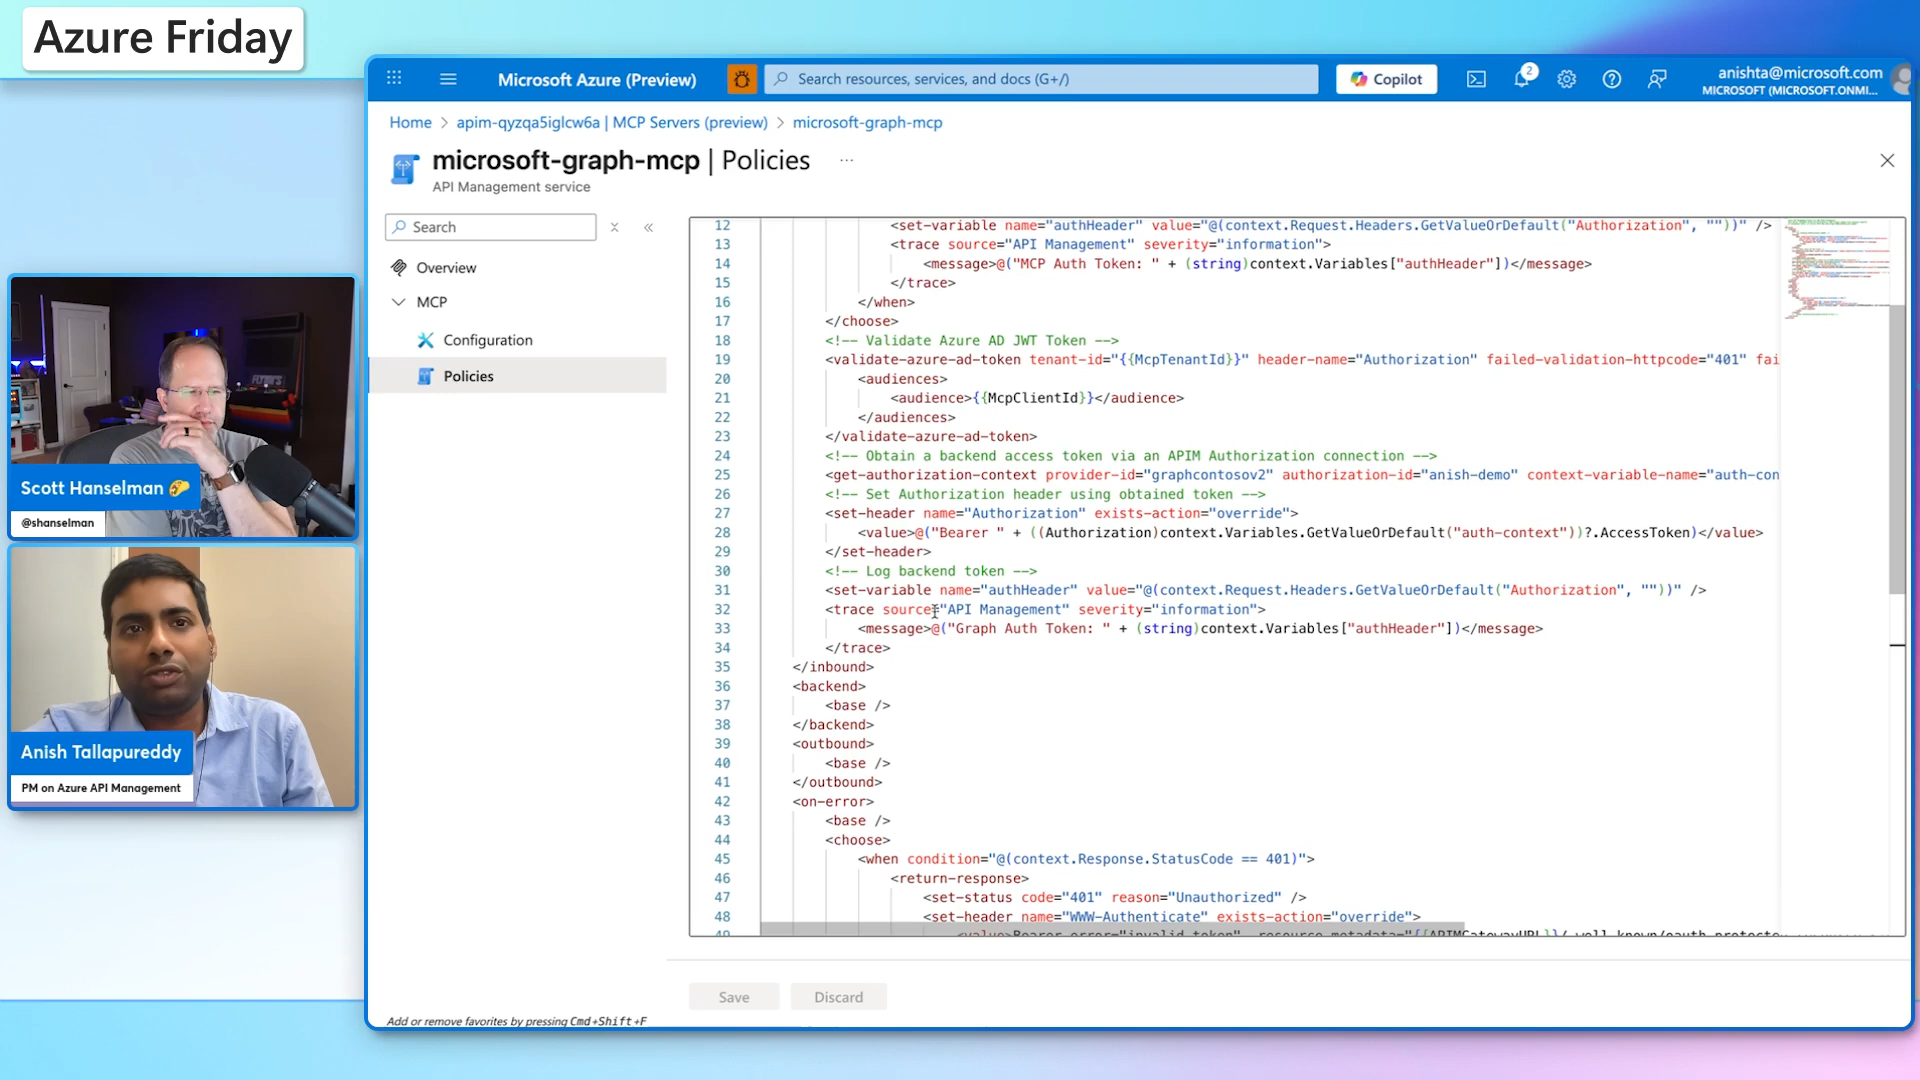 Azure Friday
Microsoft Azure (Preview)
Search resources, services, and docs (G+/)
Copilot
2
anishta@microsoft.com
MICROSOFT (MICROSOFT.ONMI...
Home > apim-qyzqa5iglcw6a | MCP Servers (preview) > microsoft-graph-mcp
microsoft-graph-mcp | Policies ...
API Management service
Search
Overview
MCP
Configuration
Policies
12 <set-variable name="authHeader" value="@(context.Request.Headers.GetValueOrDefault("Authorization", ""))" />
13 <trace source="API Management" severity="information">
14 <message>@("MCP Auth Token: " + (string)context.Variables["authHeader"])</message>
15 </trace>
16 </when>
17 </choose>
18 <!-- Validate Azure AD JWT Token -->
19 <validate-azure-ad-token tenant-id="{{McpTenantId}}" header-name="Authorization" failed-validation-httpcode="401" fai
20 <audiences>
21 <audience>{{McpClientId}}</audience>
22 </audiences>
23 </validate-azure-ad-token>
24 <!-- Obtain a backend access token via an APIM Authorization connection -->
25 <get-authorization-context provider-id="graphcontosov2" authorization-id="anish-demo" context-variable-name="auth-con
26 <!-- Set Authorization header using obtained token -->
27 <set-header name="Authorization" exists-action="override">
28 <value>@("Bearer " + ((Authorization)context.Variables.GetValueOrDefault("auth-context"))?.AccessToken)</value>
29 </set-header>
30 <!-- Log backend token -->
31 <set-variable name="authHeader" value="@(context.Request.Headers.GetValueOrDefault("Authorization", ""))" />
32 <trace source="API Management" severity="information">
33 <message>@("Graph Auth Token: " + (string)context.Variables["authHeader"])</message>
34 </trace>
35 </inbound>
36 <backend>
37 <base />
38 </backend>
39 <outbound>
40 <base />
41 </outbound>
42 <on-error>
43 <base />
44 <choose>
45 <when condition="@(context.Response.StatusCode == 401)">
46 <return-response>
47 <set-status code="401" reason="Unauthorized" />
48 <set-header name="WWW-Authenticate" exists-action="override">
49 <value>Bearer error="invalid_token", resource_metadata="{{APIMGatewayURL}}/.well-known/oauth-protecte
Save
Discard
Add or remove favorites by pressing Cmd+Shift+F
Scott Hanselman 🌮
@shanselman
Anish Tallapureddy
PM on Azure API Management